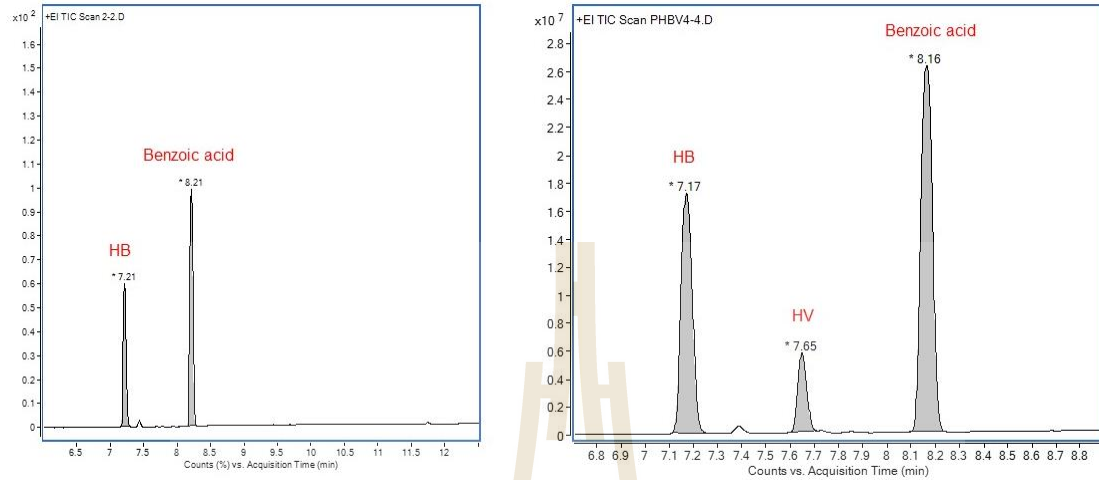 x10 2
+EI TIC Scan 2-2.D
1.6
1.5
1.4
1.3
1.2
1.1
1
0.9
0.8
0.7
0.6
0.5
0.4
0.3
0.2
0.1
0
Benzoic acid
* 8.21
HB
* 7.21
6.5 7 7.5 8 8.5 9 9.5 10 10.5 11 11.5 12
Counts (%) vs. Acquisition Time (min)
x10 7
+EI TIC Scan PHBV4-4.D
2.8
2.6
2.4
2.2
2
1.8
1.6
1.4
1.2
1
0.8
0.6
0.4
0.2
0
Benzoic acid
* 8.16
HB
* 7.17
HV
* 7.65
6.8 6.9 7 7.1 7.2 7.3 7.4 7.5 7.6 7.7 7.8 7.9 8 8.1 8.2 8.3 8.4 8.5 8.6 8.7 8.8
Counts vs. Acquisition Time (min)